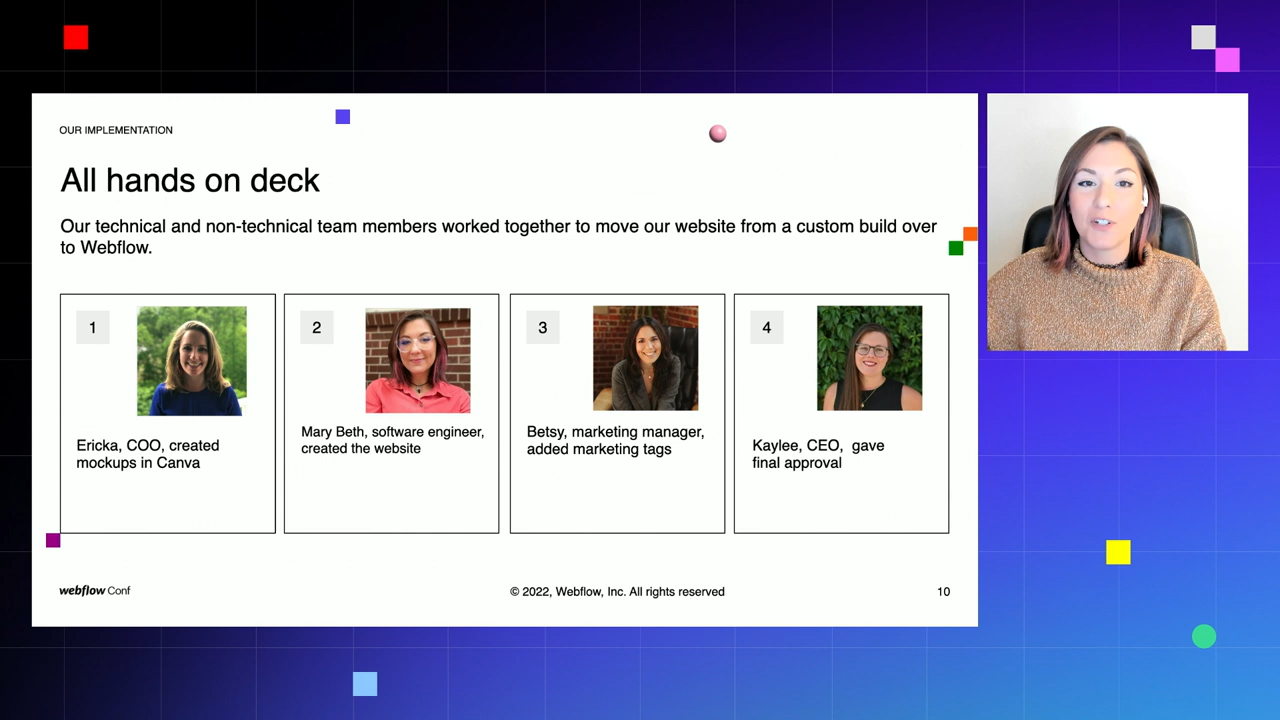 OUR IMPLEMENTATION
All hands on deck
Our technical and non-technical team members worked together to move our website from a custom build over
to Webflow.
1
Ericka, COO, created
mockups in Canva
2
Mary Beth, software engineer,
created the website
3
Betsy, marketing manager,
added marketing tags
4
Kaylee, CEO,  gave
final approval
webflow Conf
© 2022, Webflow, Inc. All rights reserved
10